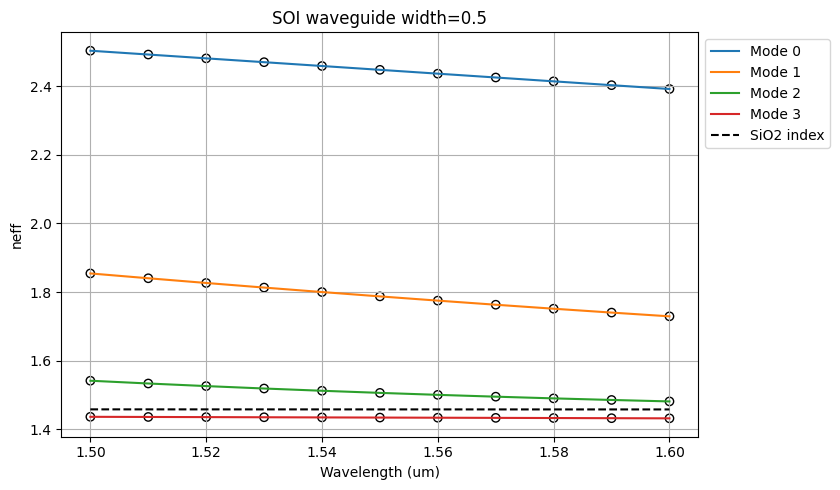 SOI waveguide width=0.5
Mode 0
Mode 1
Mode 2
Mode 3
SiO2 index
neff
2.4
2.2
2.0
1.8
1.6
1.4
1.50 1.52 1.54 1.56 1.58 1.60
Wavelength (um)